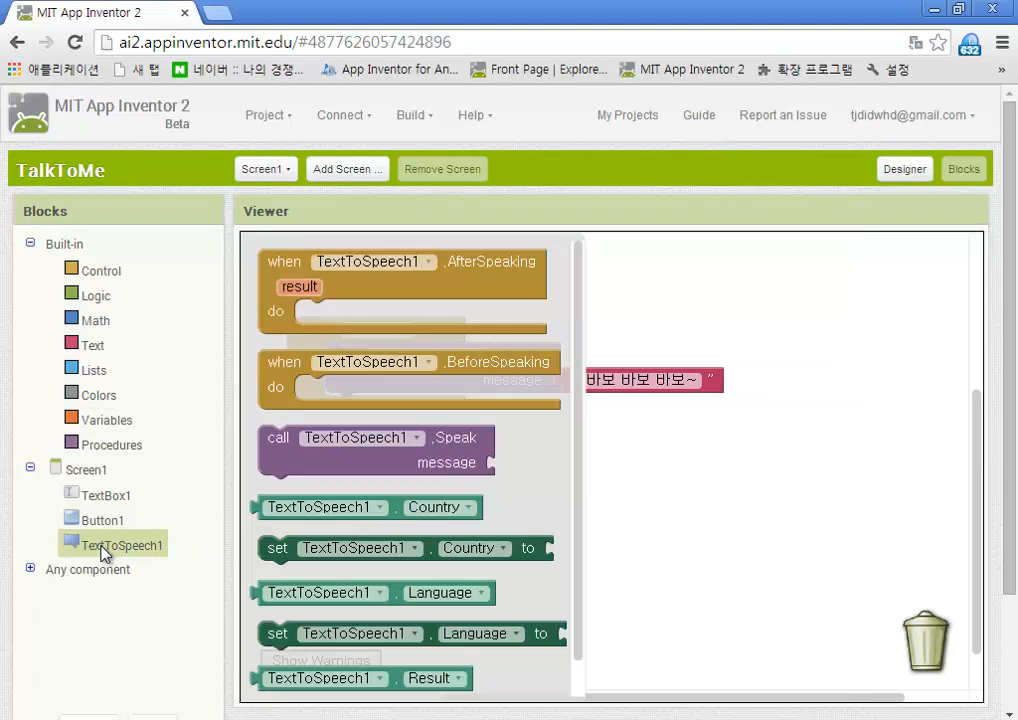 MIT App Inventor 2
ai2.appinventor.mit.edu/#4877626057424896
632
애플리케이션 새 탭 네이버 :: 나의 경쟁... App Inventor for An... Front Page | Explore... MIT App Inventor 2 확장 프로그램 설정 »
MIT App Inventor 2
Beta
Project Connect Build Help My Projects Guide Report an Issue tjdidwhd@gmail.com
TalkToMe Screen1 Add Screen ... Remove Screen Designer Blocks
Blocks Viewer
Built-in
Control
Logic
Math
Text
Lists
Colors
Variables
Procedures
Screen1
TextBox1
Button1
TextToSpeech1
Any component
when TextToSpeech1 .AfterSpeaking
result
do
when TextToSpeech1 .BeforeSpeaking
do
message 바보 바보 바보~ "
call TextToSpeech1 .Speak
message
TextToSpeech1 . Country
set TextToSpeech1 . Country to
TextToSpeech1 . Language
set TextToSpeech1 . Language to
Show Warnings
TextToSpeech1 . Result